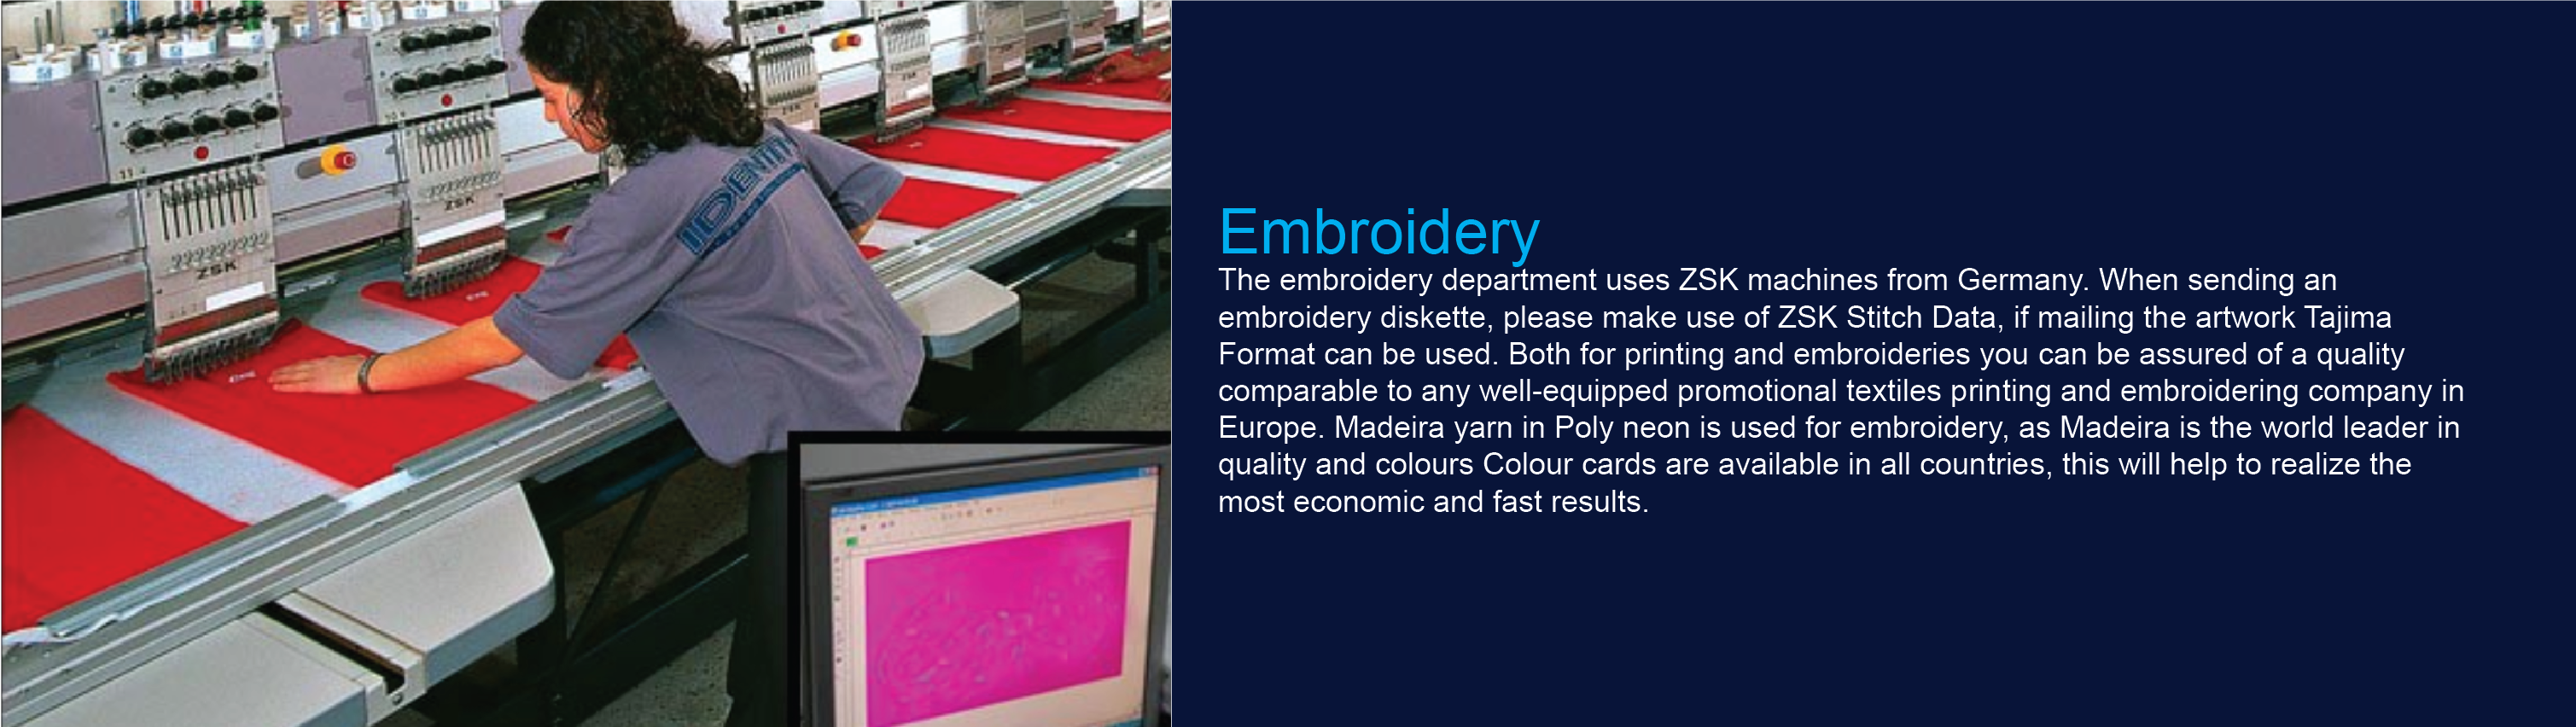 11
ZSK
ZSK
ZSK
ZSK
IDENTI
Embroidery
The embroidery department uses ZSK machines from Germany. When sending an
embroidery diskette, please make use of ZSK Stitch Data, if mailing the artwork Tajima
Format can be used. Both for printing and embroideries you can be assured of a quality
comparable to any well-equipped promotional textiles printing and embroidering company in
Europe. Madeira yarn in Poly neon is used for embroidery, as Madeira is the world leader in
quality and colours Colour cards are available in all countries, this will help to realize the
most economic and fast results.